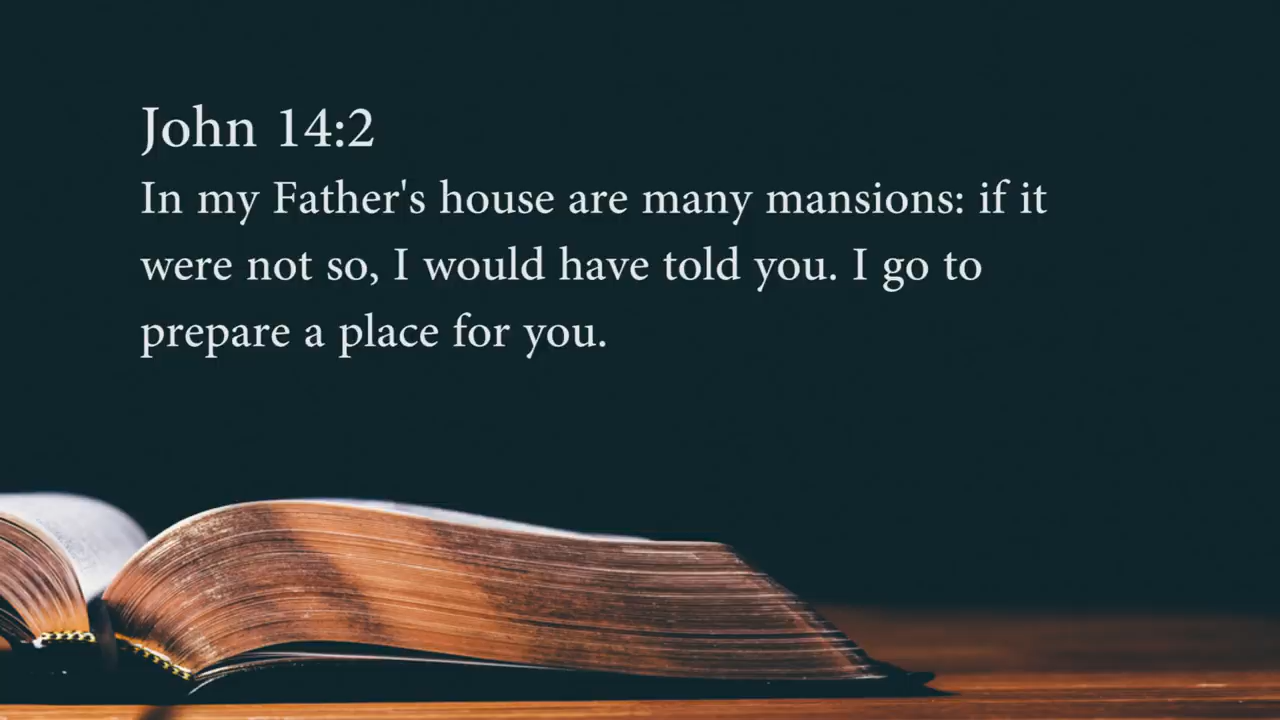 John 14:2
In my Father's house are many mansions: if it
were not so, I would have told you. I go to
prepare a place for you.